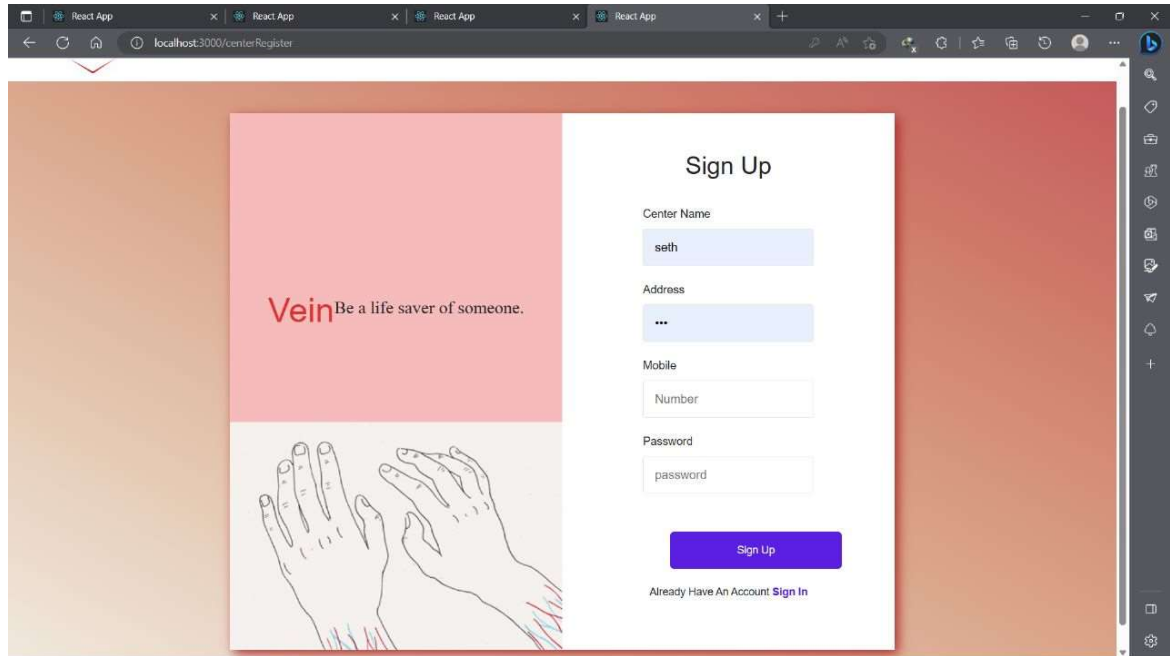 React App
React App
React App
React App
localhost:3000/centerRegister
Sign Up
Center Name
seth
Vein Be a life saver of someone.
Address
•••
Mobile
Number
Password
password
Sign Up
Already Have An Account Sign In